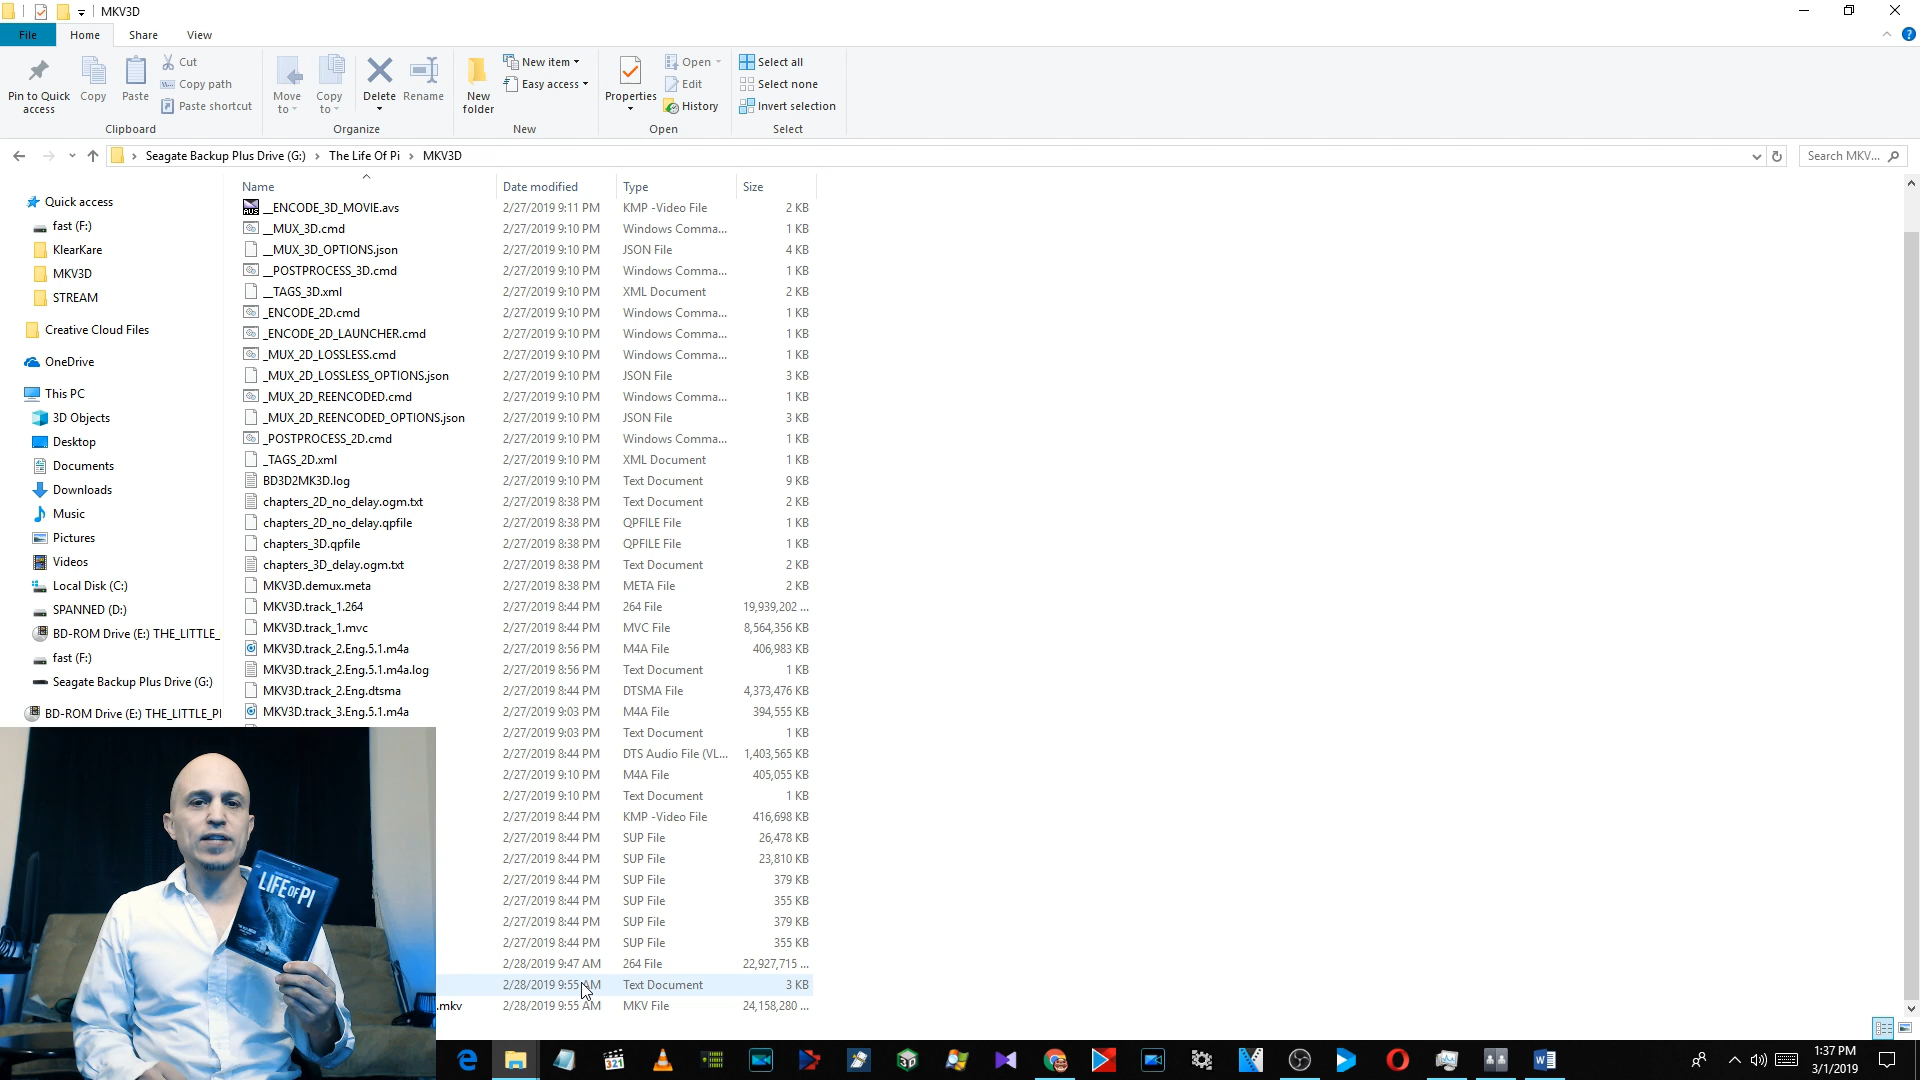 MKV3D
File Home Share View
Pin to Quick access
Copy
Paste
Cut
Copy path
Paste shortcut
Clipboard
Move to
Copy to
Delete
Rename
Organize
New folder
New item
Easy access
New
Properties
Open
Edit
History
Open
Select all
Select none
Invert selection
Select
Seagate Backup Plus Drive (G:) › The Life Of Pi › MKV3D
Search MKV...
Quick access
fast (F:)
KlearKare
MKV3D
STREAM
Creative Cloud Files
OneDrive
This PC
3D Objects
Desktop
Documents
Downloads
Music
Pictures
Videos
Local Disk (C:)
SPANNED (D:)
BD-ROM Drive (E:) THE_LITTLE_
fast (F:)
Seagate Backup Plus Drive (G:)
BD-ROM Drive (E:) THE_LITTLE_PI
Name Date modified Type Size
__ENCODE_3D_MOVIE.avs 2/27/2019 9:11 PM KMP -Video File 2 KB
__MUX_3D.cmd 2/27/2019 9:10 PM Windows Comma... 1 KB
__MUX_3D_OPTIONS.json 2/27/2019 9:10 PM JSON File 4 KB
__POSTPROCESS_3D.cmd 2/27/2019 9:10 PM Windows Comma... 1 KB
__TAGS_3D.xml 2/27/2019 9:10 PM XML Document 2 KB
_ENCODE_2D.cmd 2/27/2019 9:10 PM Windows Comma... 1 KB
_ENCODE_2D_LAUNCHER.cmd 2/27/2019 9:10 PM Windows Comma... 1 KB
_MUX_2D_LOSSLESS.cmd 2/27/2019 9:10 PM Windows Comma... 1 KB
_MUX_2D_LOSSLESS_OPTIONS.json 2/27/2019 9:10 PM JSON File 3 KB
_MUX_2D_REENCODED.cmd 2/27/2019 9:10 PM Windows Comma... 1 KB
_MUX_2D_REENCODED_OPTIONS.json 2/27/2019 9:10 PM JSON File 3 KB
_POSTPROCESS_2D.cmd 2/27/2019 9:10 PM Windows Comma... 1 KB
_TAGS_2D.xml 2/27/2019 9:10 PM XML Document 1 KB
BD3D2MK3D.log 2/27/2019 9:10 PM Text Document 9 KB
chapters_2D_no_delay.ogm.txt 2/27/2019 8:38 PM Text Document 2 KB
chapters_2D_no_delay.qpfile 2/27/2019 8:38 PM QPFILE File 1 KB
chapters_3D.qpfile 2/27/2019 8:38 PM QPFILE File 1 KB
chapters_3D_delay.ogm.txt 2/27/2019 8:38 PM Text Document 2 KB
MKV3D.demux.meta 2/27/2019 8:38 PM META File 2 KB
MKV3D.track_1.264 2/27/2019 8:44 PM 264 File 19,939,202 ...
MKV3D.track_1.mvc 2/27/2019 8:44 PM MVC File 8,564,356 KB
MKV3D.track_2.Eng.5.1.m4a 2/27/2019 8:56 PM M4A File 406,983 KB
MKV3D.track_2.Eng.5.1.m4a.log 2/27/2019 8:56 PM Text Document 1 KB
MKV3D.track_2.Eng.dtsma 2/27/2019 8:44 PM DTSMA File 4,373,476 KB
MKV3D.track_3.Eng.5.1.m4a 2/27/2019 9:03 PM M4A File 394,555 KB
2/27/2019 9:03 PM Text Document 1 KB
2/27/2019 8:44 PM DTS Audio File (VL... 1,403,565 KB
2/27/2019 9:10 PM M4A File 405,055 KB
2/27/2019 9:10 PM Text Document 1 KB
2/27/2019 8:44 PM KMP -Video File 416,698 KB
2/27/2019 8:44 PM SUP File 26,478 KB
2/27/2019 8:44 PM SUP File 23,810 KB
2/27/2019 8:44 PM SUP File 379 KB
2/27/2019 8:44 PM SUP File 355 KB
2/27/2019 8:44 PM SUP File 379 KB
2/27/2019 8:44 PM SUP File 355 KB
2/28/2019 9:47 AM 264 File 22,927,715 ...
2/28/2019 9:55 AM Text Document 3 KB
.mkv 2/28/2019 9:55 AM MKV File 24,158,280 ...
LIFE OF PI
1:37 PM
3/1/2019